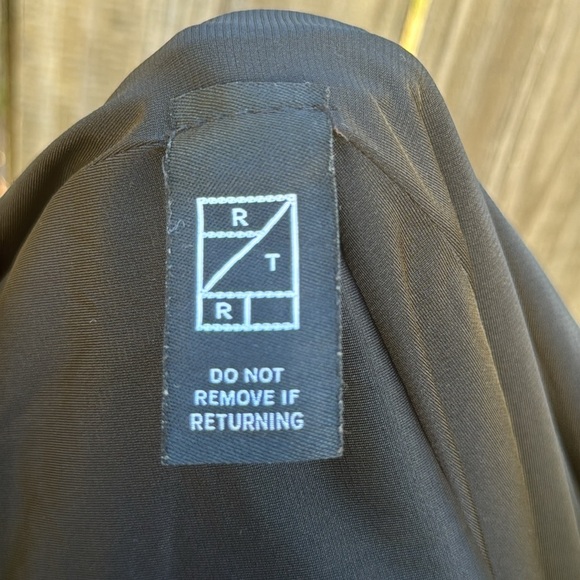 R
T
R
DO NOT
REMOVE IF
RETURNING